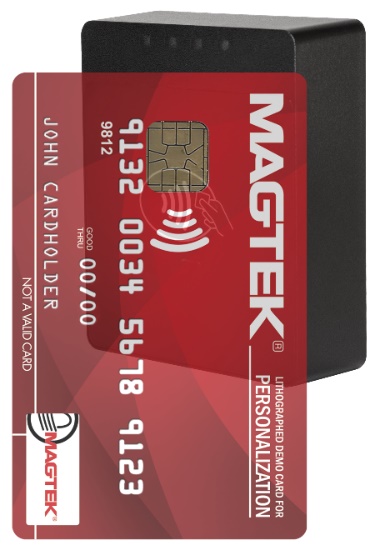 MAGTEK®
LITHOGRAPHED DEMO CARD FOR
PERSONALIZATION
9132 0034 5678 9123
9812
GOOD
THRU
00/00
JOHN CARDHOLDER
NOT A VALID CARD
MAGTEK